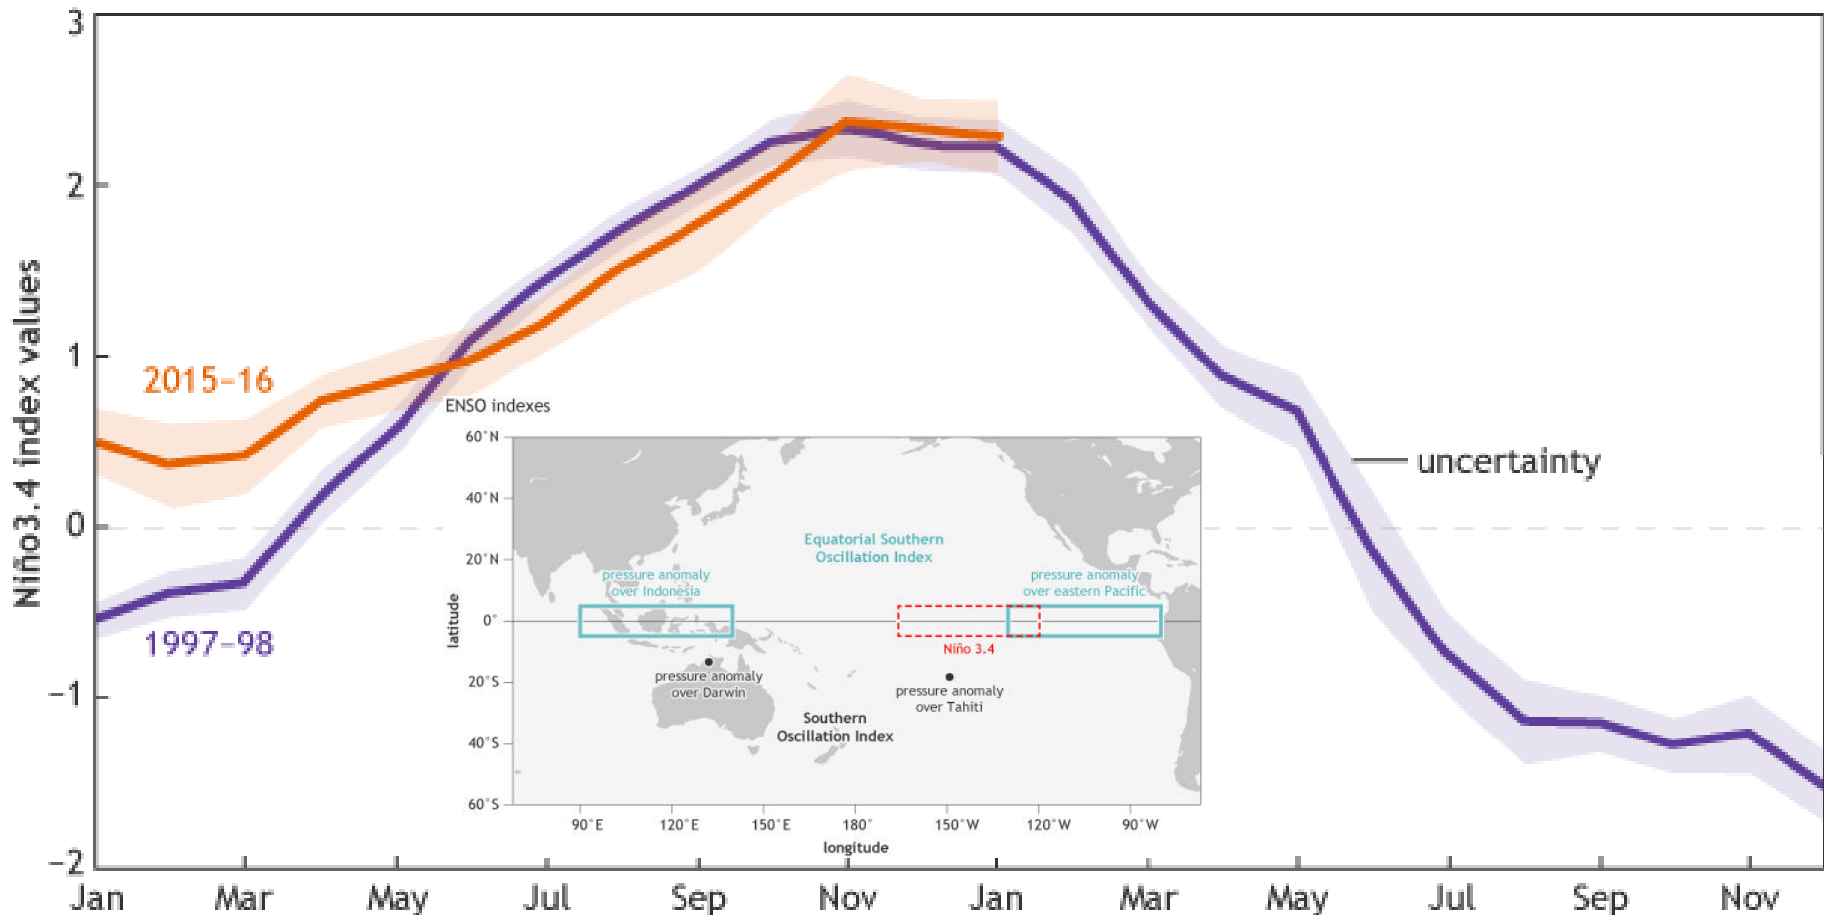 3
2
1
0
−1
−2
Niño3.4 index values
2015–16
1997–98
uncertainty
ENSO indexes
60°N
40°N
20°N
0°
20°S
40°S
60°S
latitude
Equatorial Southern
Oscillation Index
pressure anomaly
over Indonesia
pressure anomaly
over eastern Pacific
Niño 3.4
pressure anomaly
over Darwin
pressure anomaly
over Tahiti
Southern
Oscillation Index
90°E 120°E 150°E 180° 150°W 120°W 90°W
longitude
Jan Mar May Jul Sep Nov Jan Mar May Jul Sep Nov